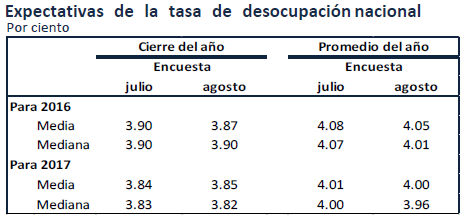 Expectativas de la tasa de desocupación nacional
Por ciento
Cierre del año Promedio del año
Encuesta Encuesta
julio agosto julio agosto
Para 2016
Media 3.90 3.87 4.08 4.05
Mediana 3.90 3.90 4.07 4.01
Para 2017
Media 3.84 3.85 4.01 4.00
Mediana 3.83 3.82 4.00 3.96